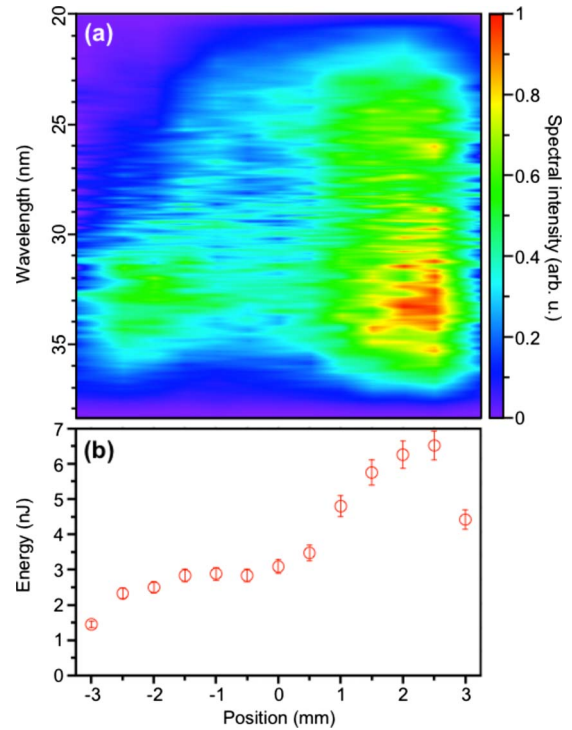 (a)
20
25
30
35
Wavelength (nm)
1
0.8
0.6
0.4
0.2
0
Spectral intensity (arb. u.)
(b)
7
6
5
4
3
2
1
0
Energy (nJ)
-3 -2 -1 0 1 2 3
Position (mm)